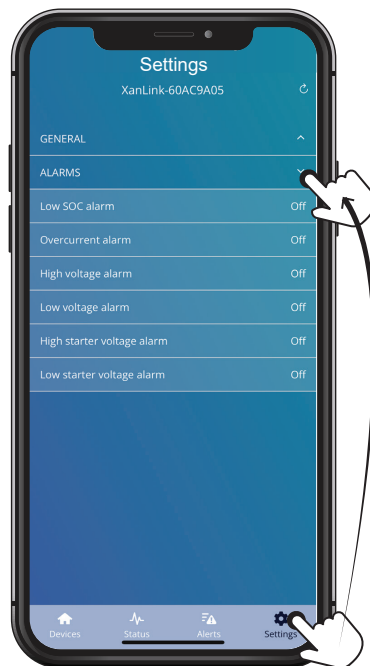 Settings
XanLink-60AC9A05
GENERAL
ALARMS
Low SOC alarm Off
Overcurrent alarm Off
High voltage alarm Off
Low voltage alarm Off
High starter voltage alarm Off
Low starter voltage alarm Off
Devices Status Alerts Settings